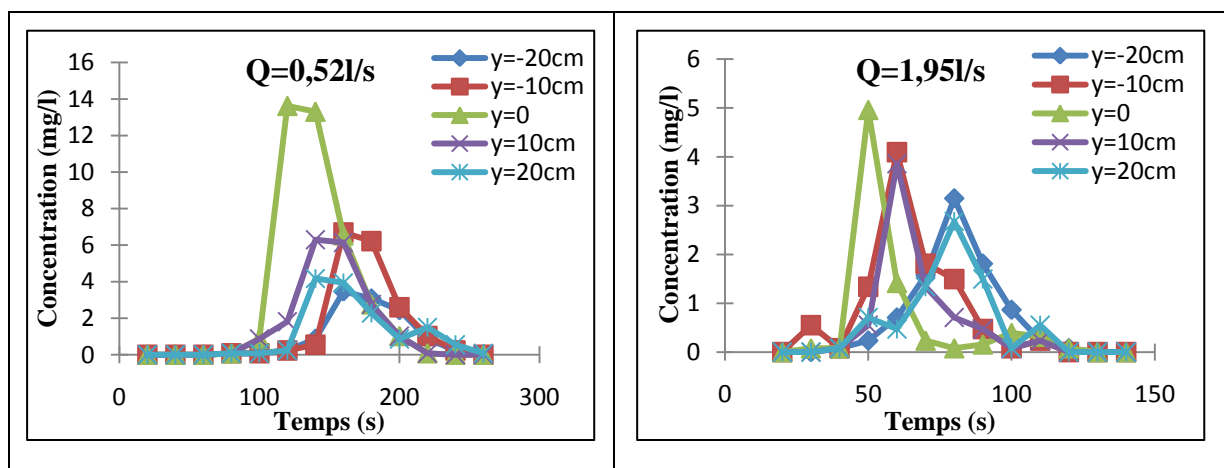 Q=0,52l/s
Concentration (mg/l)
16
14
12
10
8
6
4
2
0
0
100
200
300
Temps (s)
y=-20cm
y=-10cm
y=0
y=10cm
y=20cm
Q=1,95l/s
Concentration (mg/l)
6
5
4
3
2
1
0
0
50
100
150
Temps (s)
y=-20cm
y=-10cm
y=0
y=10cm
y=20cm